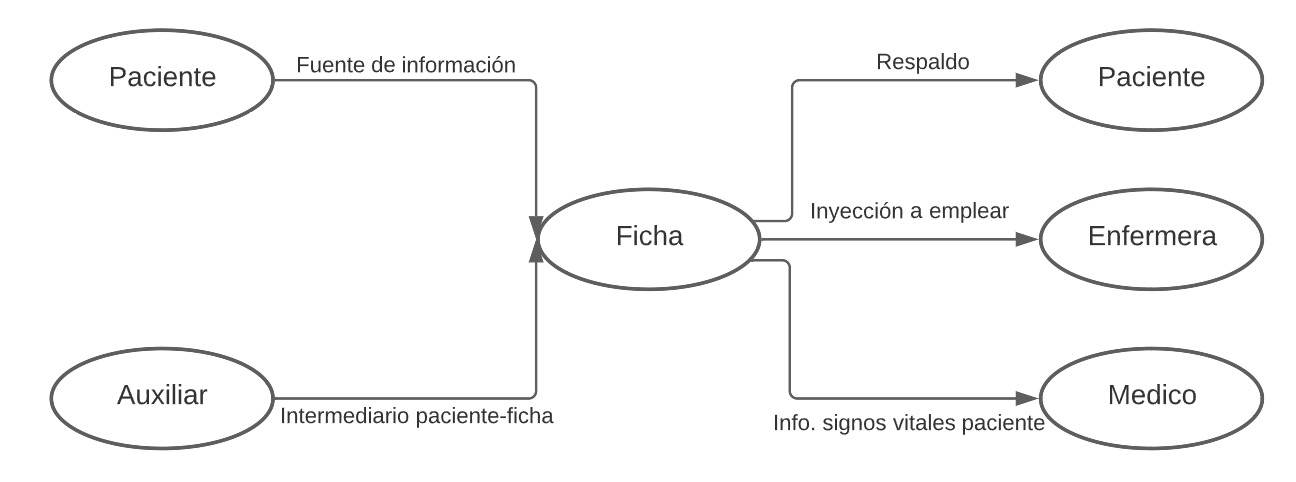 Paciente
Fuente de información
Respaldo
Paciente
Ficha
Inyección a emplear
Enfermera
Auxiliar
Intermediario paciente-ficha
Info. signos vitales paciente
Medico